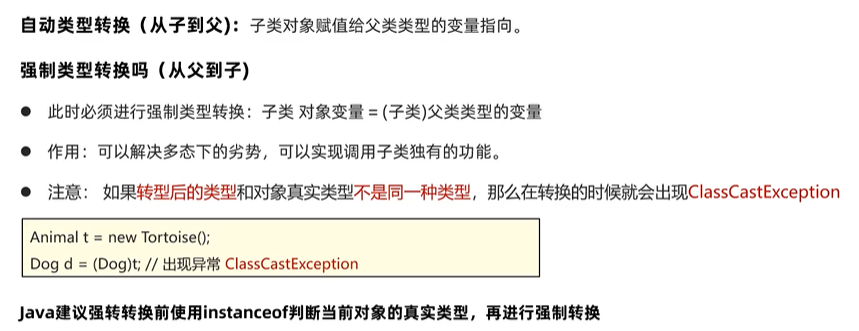 自动类型转换（从子到父）：子类对象赋值给父类类型的变量指向。
强制类型转换吗（从父到子)
● 此时必须进行强制类型转换：子类 对象变量 = (子类)父类类型的变量
● 作用：可以解决多态下的劣势，可以实现调用子类独有的功能。
● 注意： 如果转型后的类型和对象真实类型不是同一种类型，那么在转换的时候就会出现ClassCastException
Animal t = new Tortoise();
Dog d = (Dog)t; // 出现异常 ClassCastException
Java建议强转转换前使用instanceof判断当前对象的真实类型，再进行强制转换